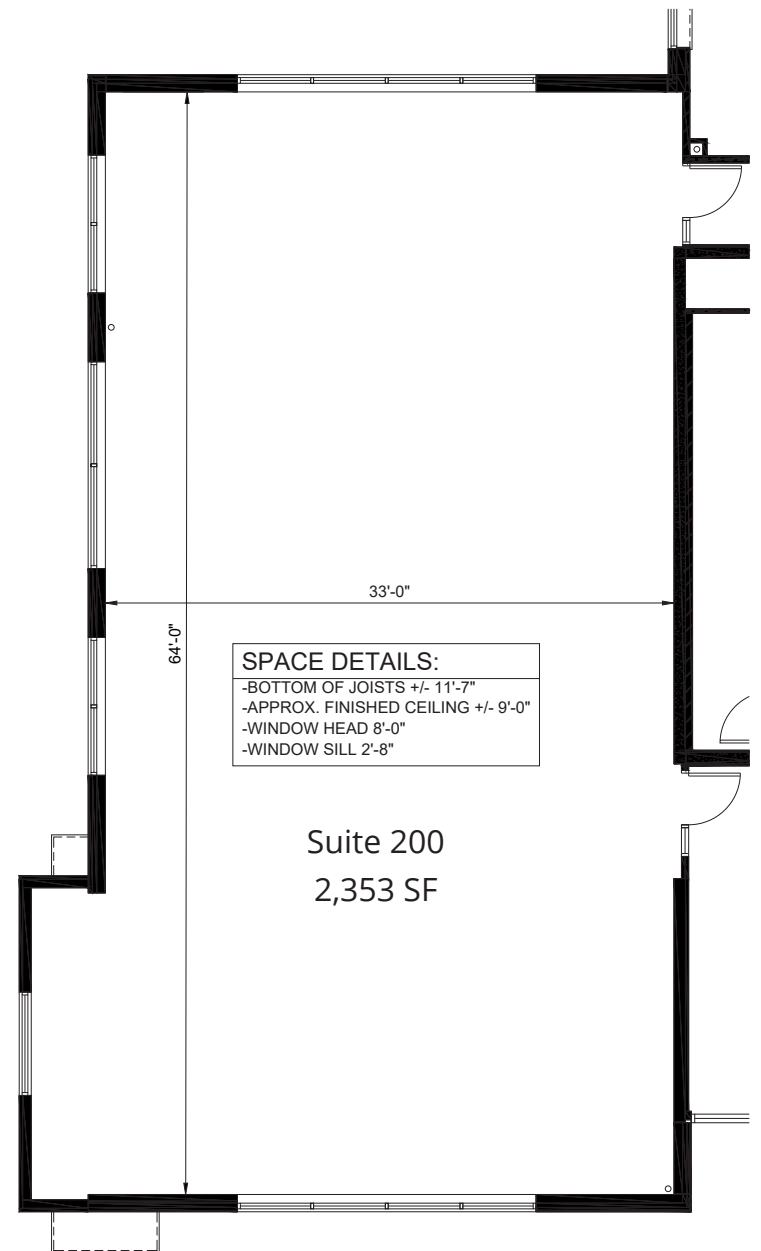 33'-0"
64'-0"
SPACE DETAILS:
-BOTTOM OF JOISTS +/- 11'-7"
-APPROX. FINISHED CEILING +/- 9'-0"
-WINDOW HEAD 8'-0"
-WINDOW SILL 2'-8"
Suite 200
2,353 SF